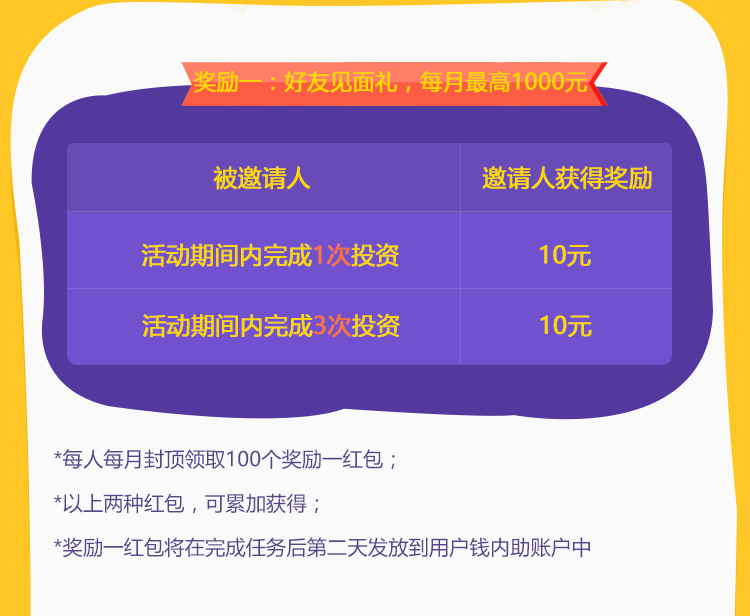 奖励一：好友见面礼，每月最高1000元
被邀请人 邀请人获得奖励
活动期间内完成1次投资 10元
活动期间内完成3次投资 10元
*每人每月封顶领取100个奖励一红包；
*以上两种红包，可累加获得；
*奖励一红包将在完成任务后第二天发放到用户钱内助账户中